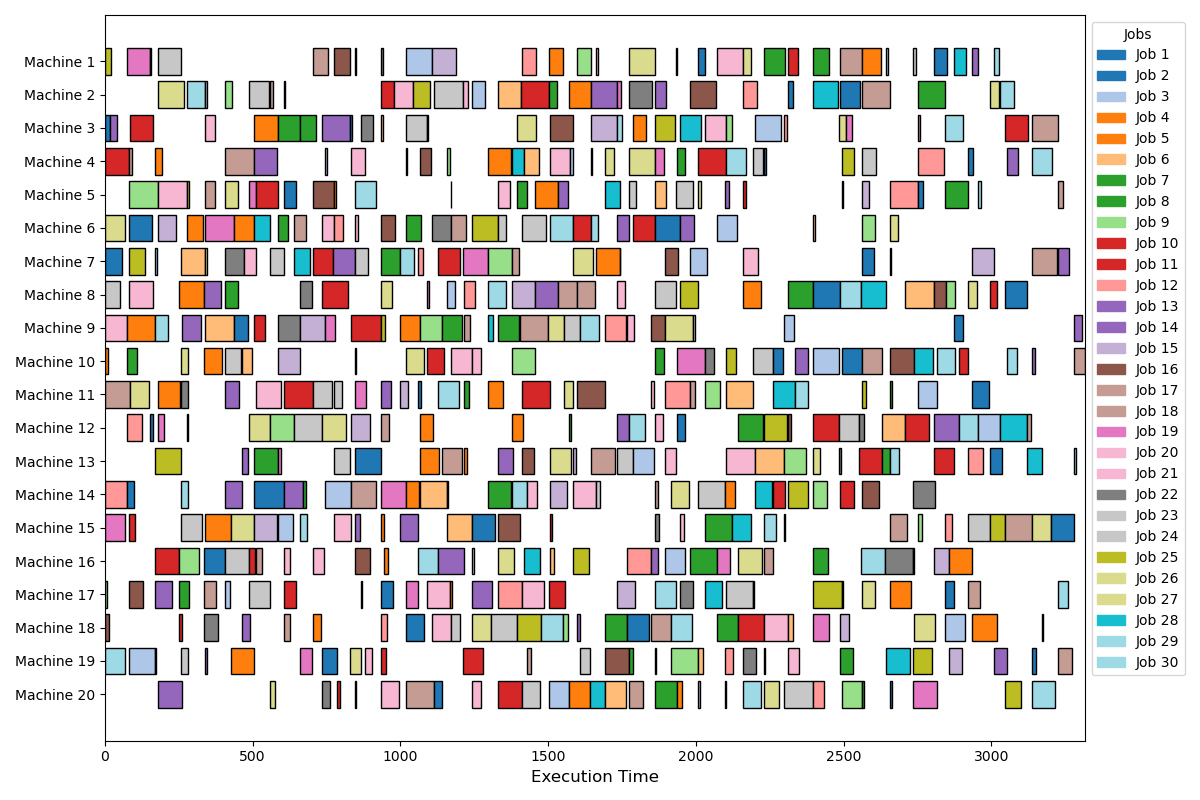 Machine 1
Machine 2
Machine 3
Machine 4
Machine 5
Machine 6
Machine 7
Machine 8
Machine 9
Machine 10
Machine 11
Machine 12
Machine 13
Machine 14
Machine 15
Machine 16
Machine 17
Machine 18
Machine 19
Machine 20
0 500 1000 1500 2000 2500 3000
Execution Time
Jobs
Job 1
Job 2
Job 3
Job 4
Job 5
Job 6
Job 7
Job 8
Job 9
Job 10
Job 11
Job 12
Job 13
Job 14
Job 15
Job 16
Job 17
Job 18
Job 19
Job 20
Job 21
Job 22
Job 23
Job 24
Job 25
Job 26
Job 27
Job 28
Job 29
Job 30